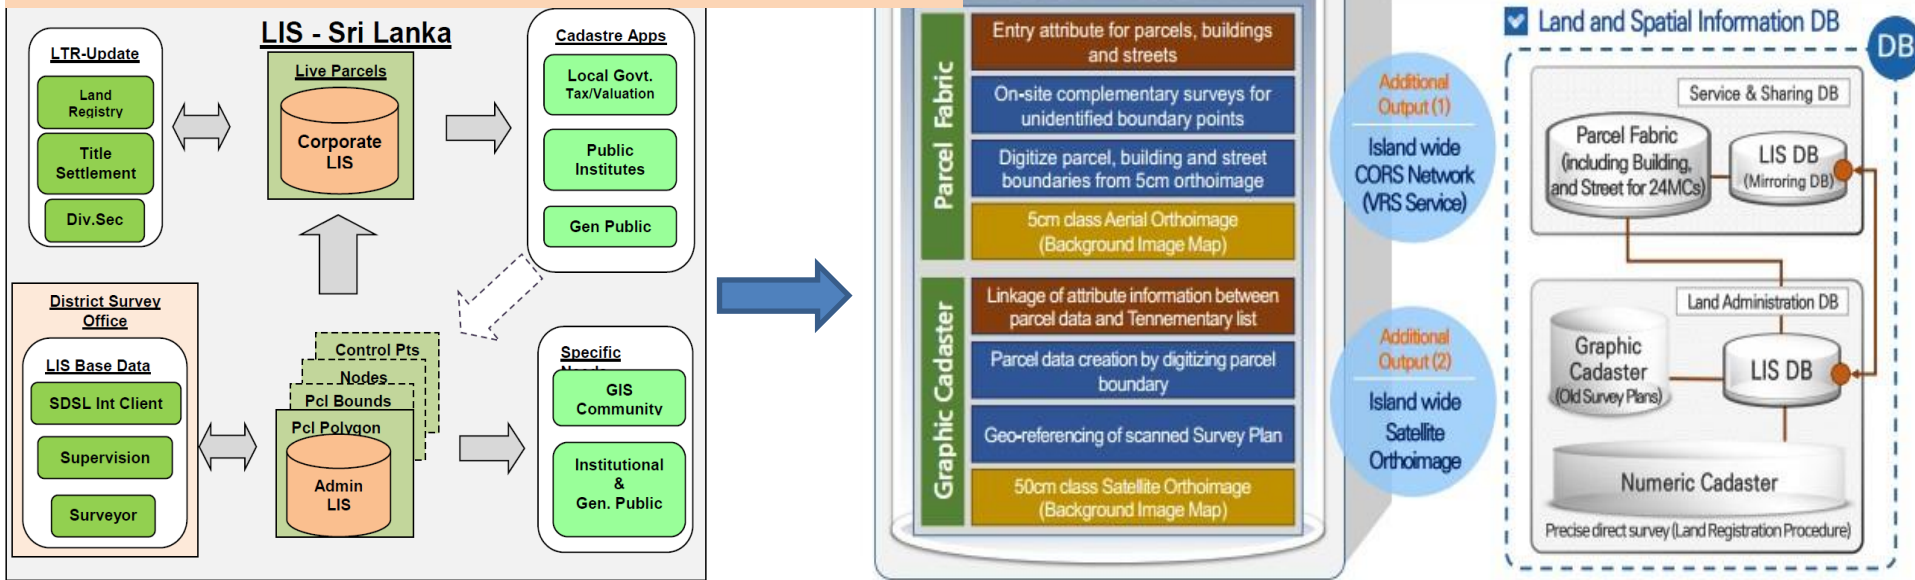 LIS - Sri Lanka
LTR-Update
Land
Registry
Title
Settlement
Div.Sec
Live Parcels
Corporate
LIS
Cadastre Apps
Local Govt.
Tax/Valuation
Public
Institutes
Gen Public
District Survey
Office
LIS Base Data
SDSL Int Client
Supervision
Surveyor
Control Pts
Nodes
Pcl Bounds
Pcl Polygon
Admin
LIS
Specific
Needs
GIS
Community
Institutional
&
Gen. Public
Parcel Fabric
Entry attribute for parcels, buildings
and streets
On-site complementary surveys for
unidentified boundary points
Digitize parcel, building and street
boundaries from 5cm orthoimage
5cm class Aerial Orthoimage
(Background Image Map)
Graphic Cadaster
Linkage of attribute information between
parcel data and Tennementary list
Parcel data creation by digitizing parcel
boundary
Geo-referencing of scanned Survey Plan
50cm class Satellite Orthoimage
(Background Image Map)
Additional
Output (1)
Island wide
CORS Network
(VRS Service)
Additional
Output (2)
Island wide
Satellite
Orthoimage
Land and Spatial Information DB
DB
Service & Sharing DB
Parcel Fabric
(including Building,
and Street for 24MCs)
LIS DB
(Mirroring DB)
Land Administration DB
Graphic
Cadaster
(Old Survey Plans)
LIS DB
Numeric Cadaster
Precise direct survey (Land Registration Procedure)